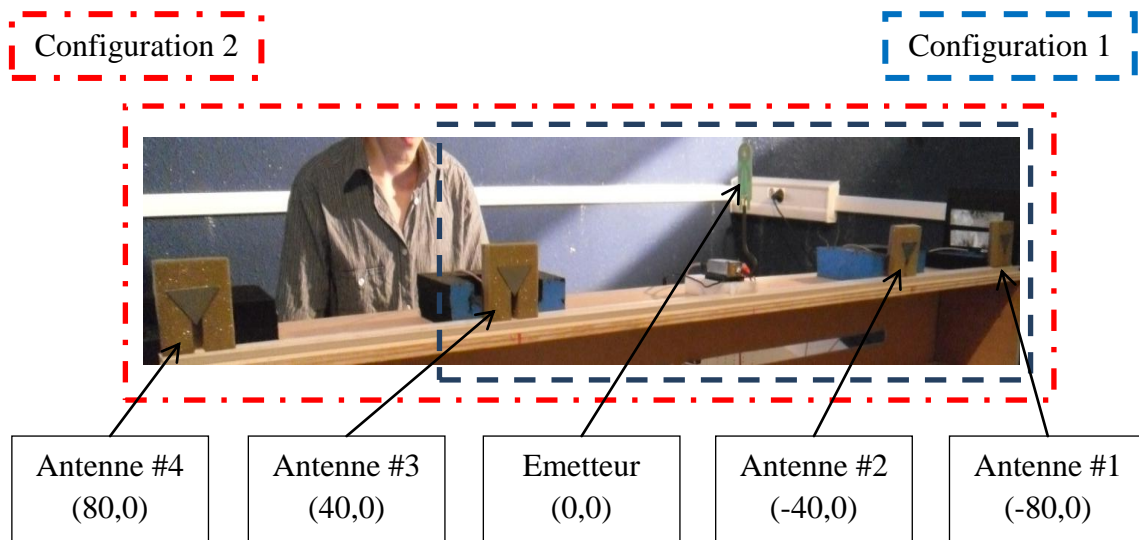 Configuration 2
Configuration 1
Antenne #4
(80,0)
Antenne #3
(40,0)
Emetteur
(0,0)
Antenne #2
(-40,0)
Antenne #1
(-80,0)